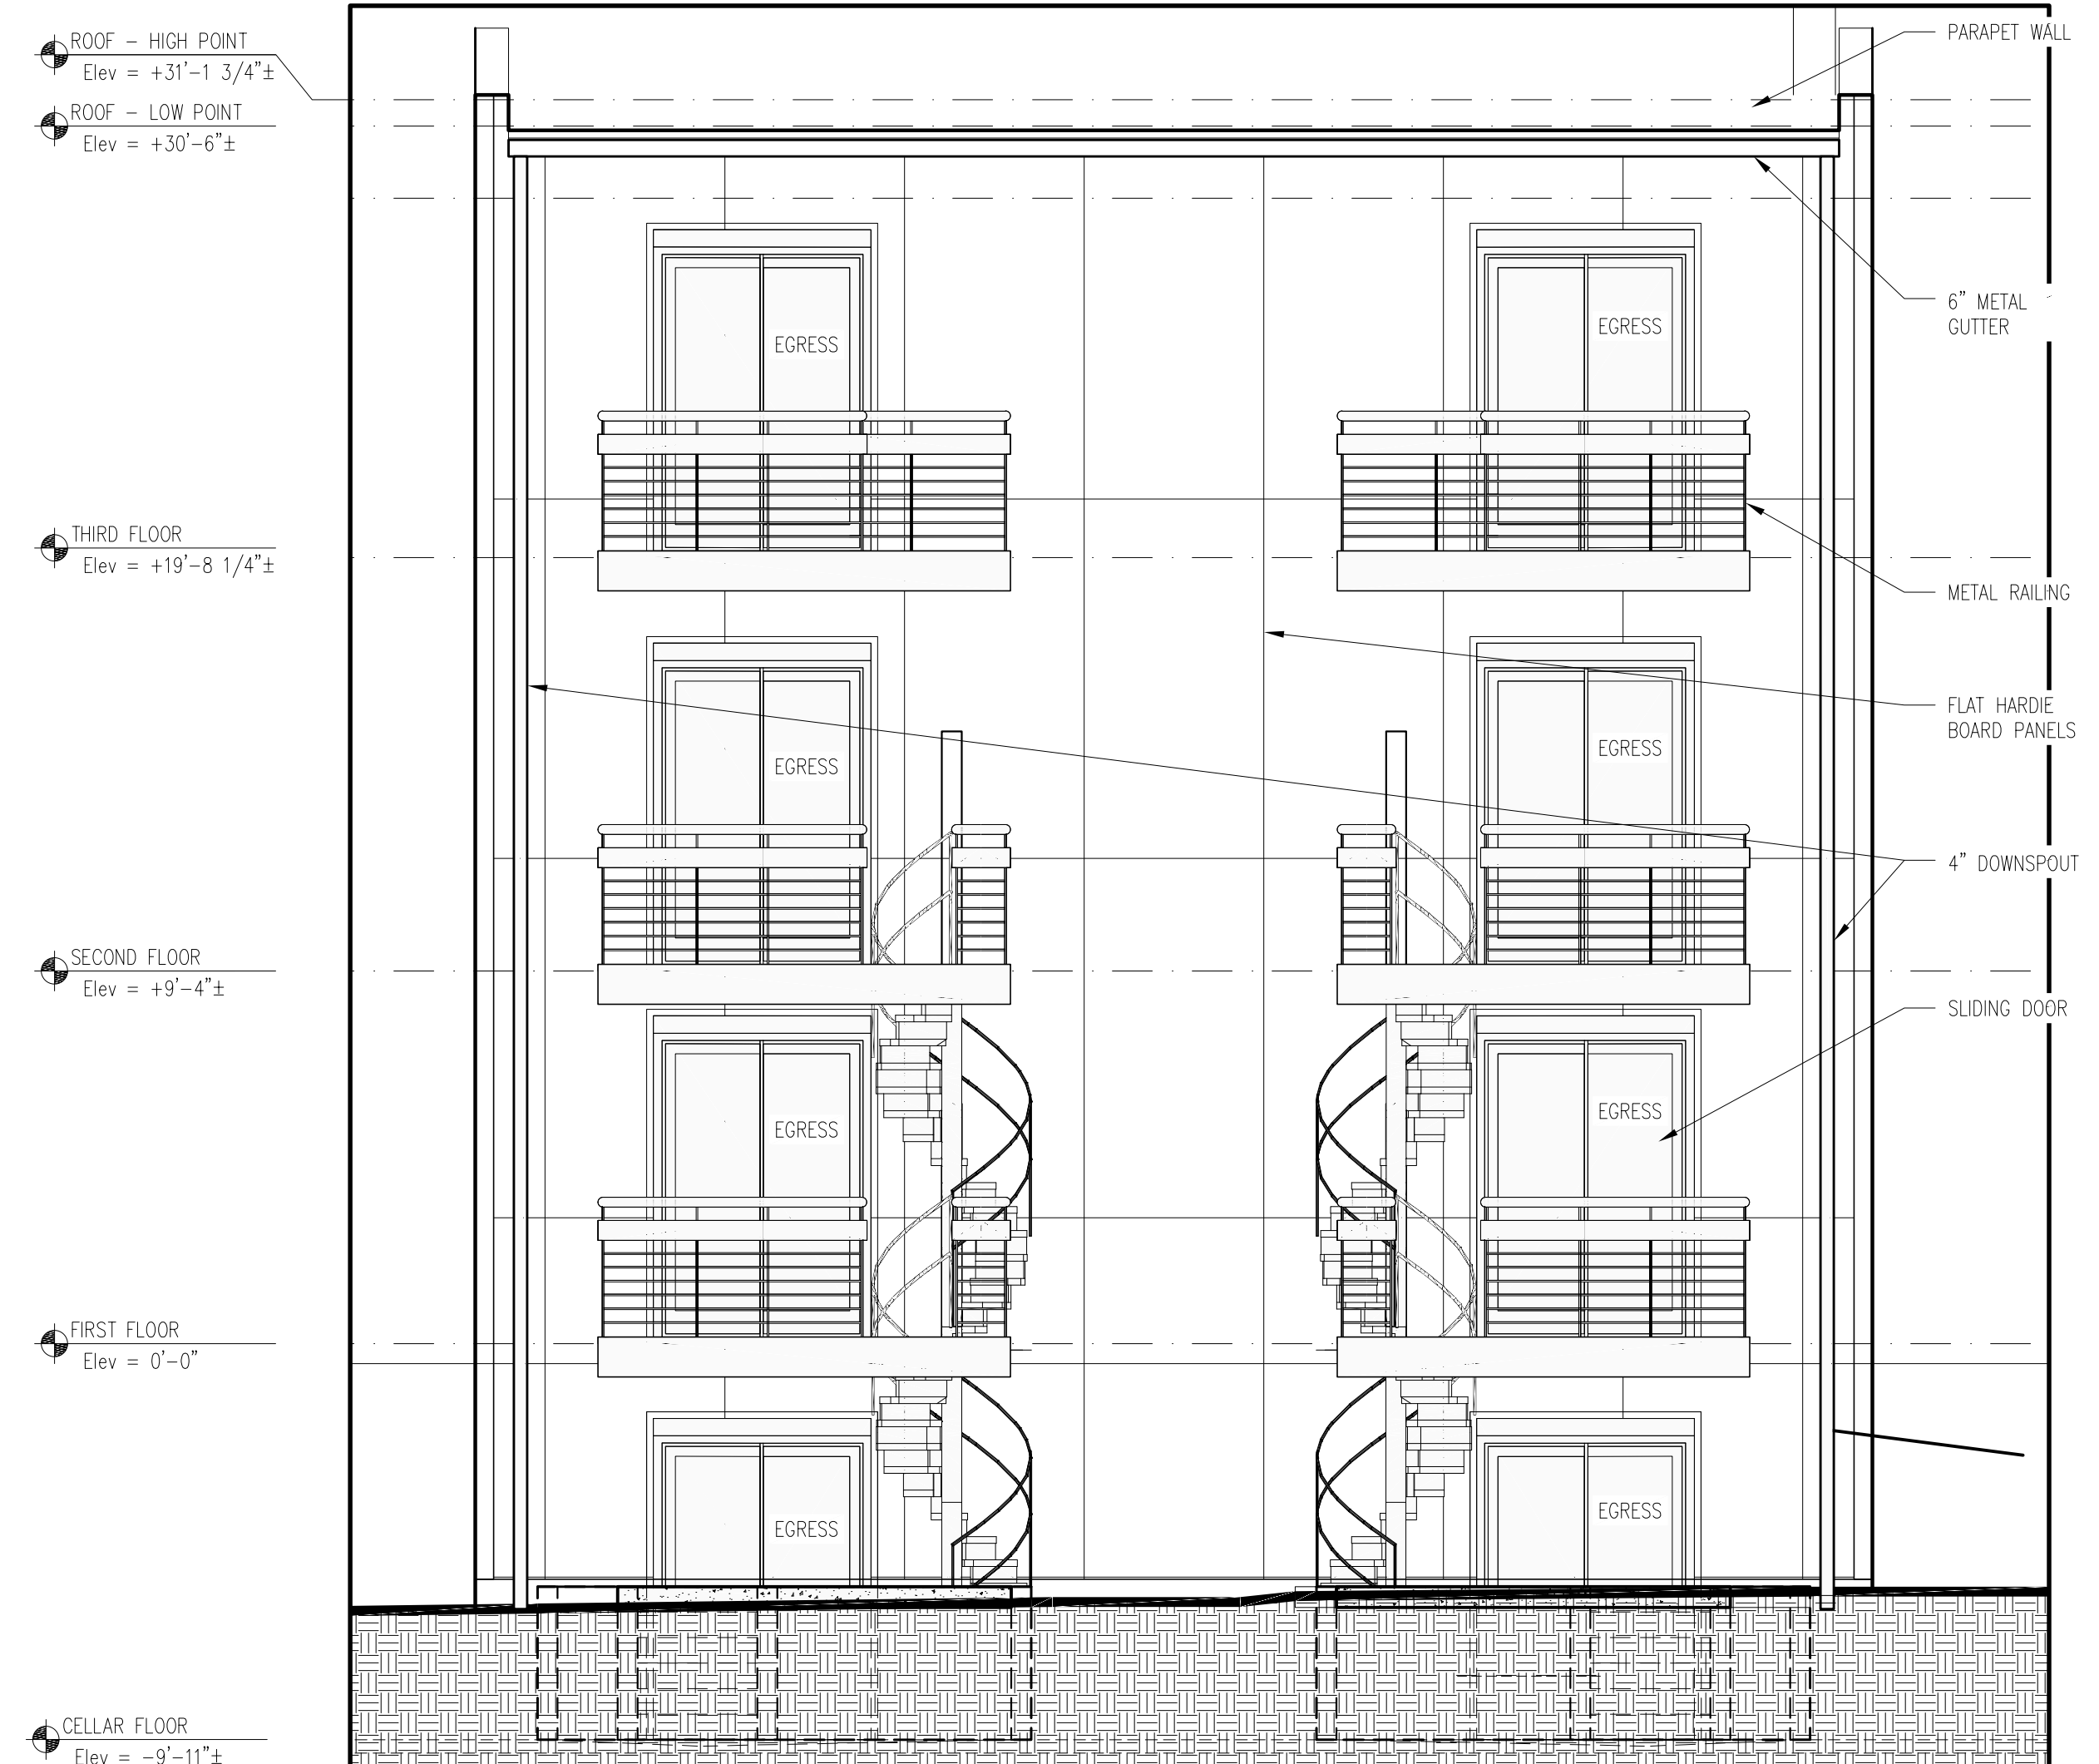 ROOF - HIGH POINT
Elev = +31'-1 3/4"±
ROOF - LOW POINT
Elev = +30'-6"±
THIRD FLOOR
Elev = +19'-8 1/4"±
SECOND FLOOR
Elev = +9'-4"±
FIRST FLOOR
Elev = 0'-0"
CELLAR FLOOR
Elev = -9'-11"±
EGRESS
EGRESS
EGRESS
EGRESS
EGRESS
EGRESS
EGRESS
EGRESS
PARAPET WALL
6" METAL
GUTTER
METAL RAILING
FLAT HARDIE
BOARD PANELS
4" DOWNSPOUT
SLIDING DOOR